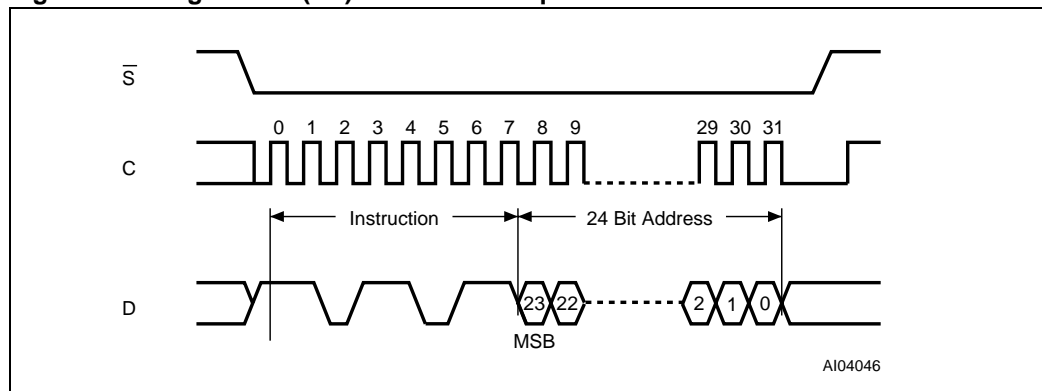 S
0 1 2 3 4 5 6 7 8 9 29 30 31
C
Instruction 24 Bit Address
D 23 22 2 1 0
MSB
AI04046